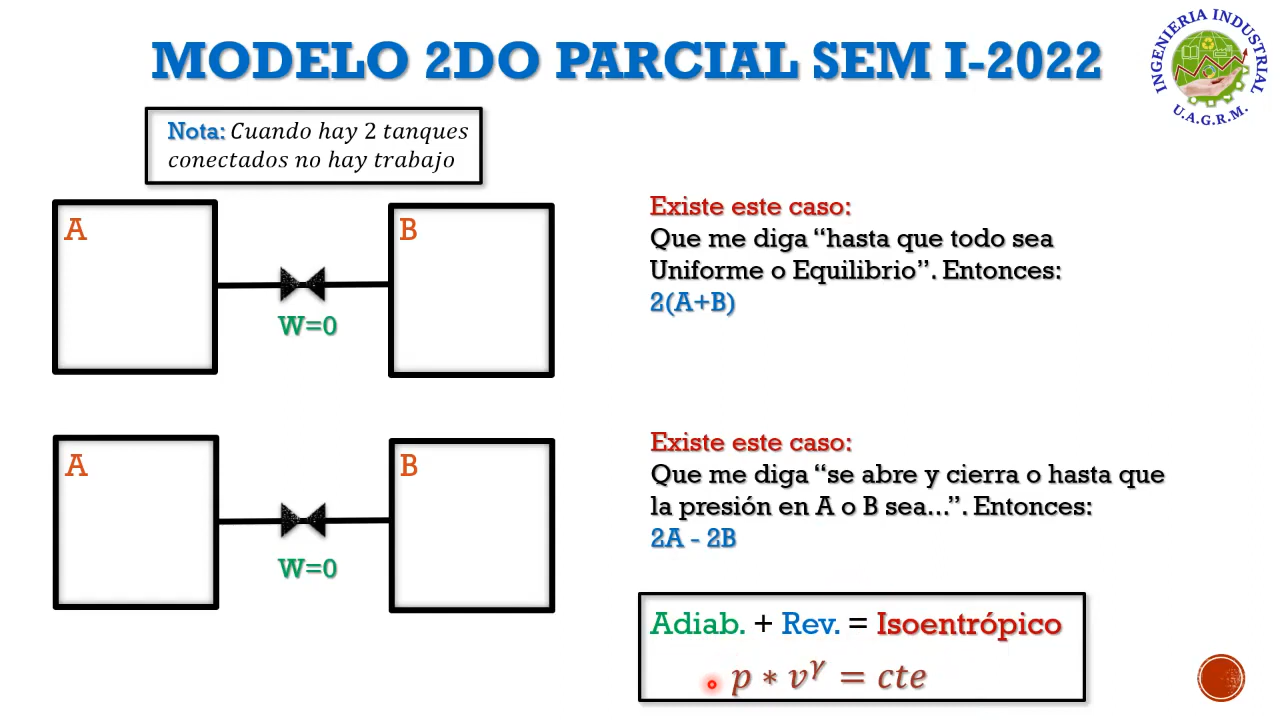 MODELO 2DO PARCIAL SEM I-2022
INGENIERIA INDUSTRIAL
U.A.G.R.M.
Nota: Cuando hay 2 tanques
conectados no hay trabajo
A
B
W=0
Existe este caso:
Que me diga “hasta que todo sea
Uniforme o Equilibrio”. Entonces:
2(A+B)
A
B
W=0
Existe este caso:
Que me diga “se abre y cierra o hasta que
la presión en A o B sea...”. Entonces:
2A - 2B
Adiab. + Rev. = Isoentrópico
p ∗ v^γ = cte